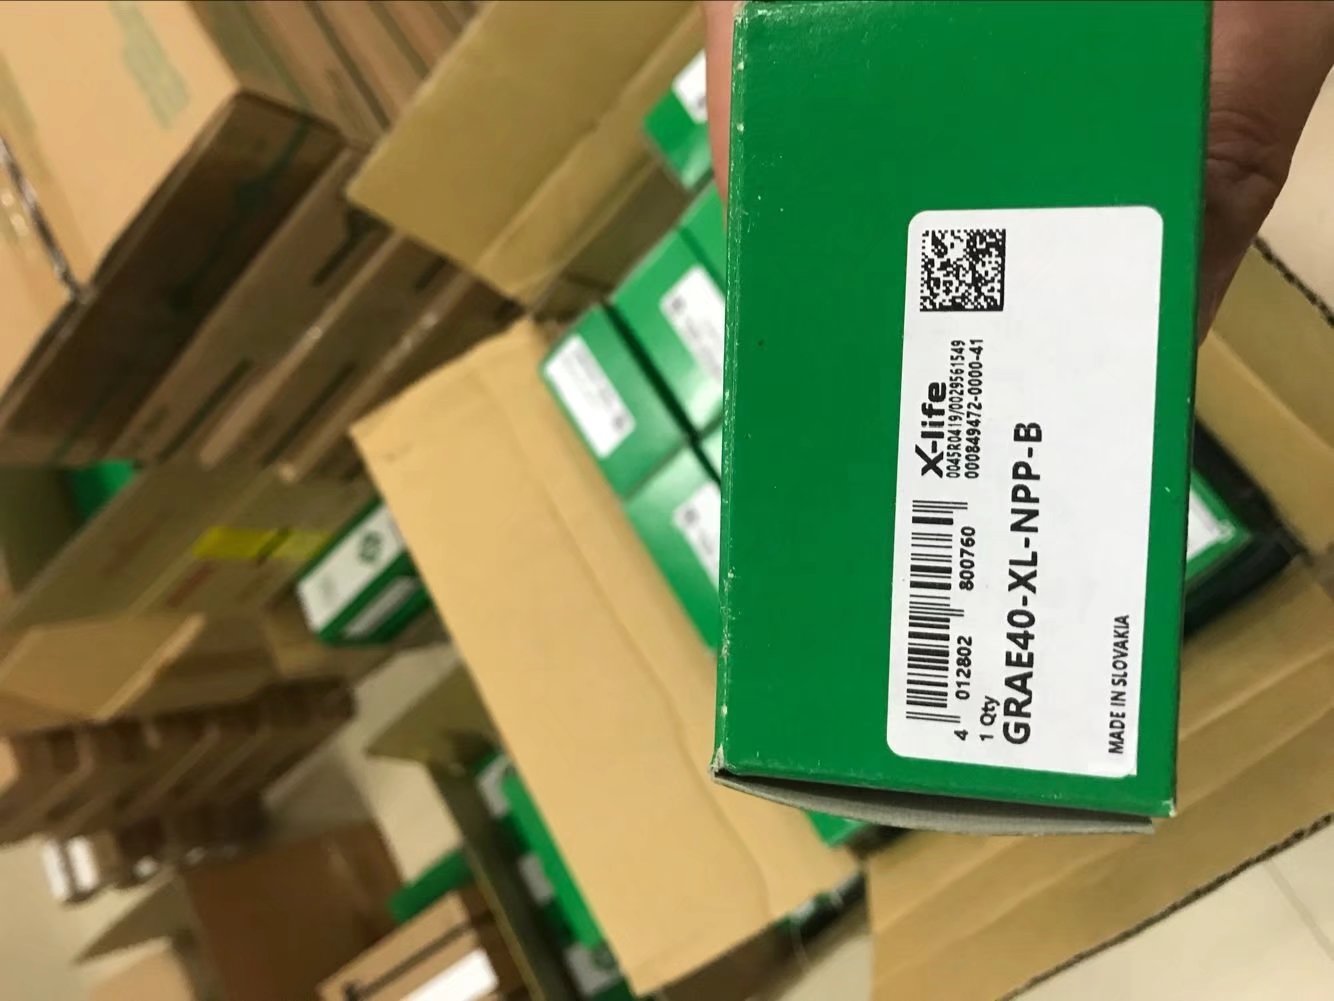 X-life
0045R0419/0029561549
000849472-0000-41
4 012802 800760
1 Qty
GRAE40-XL-NPP-B
MADE IN SLOVAKIA